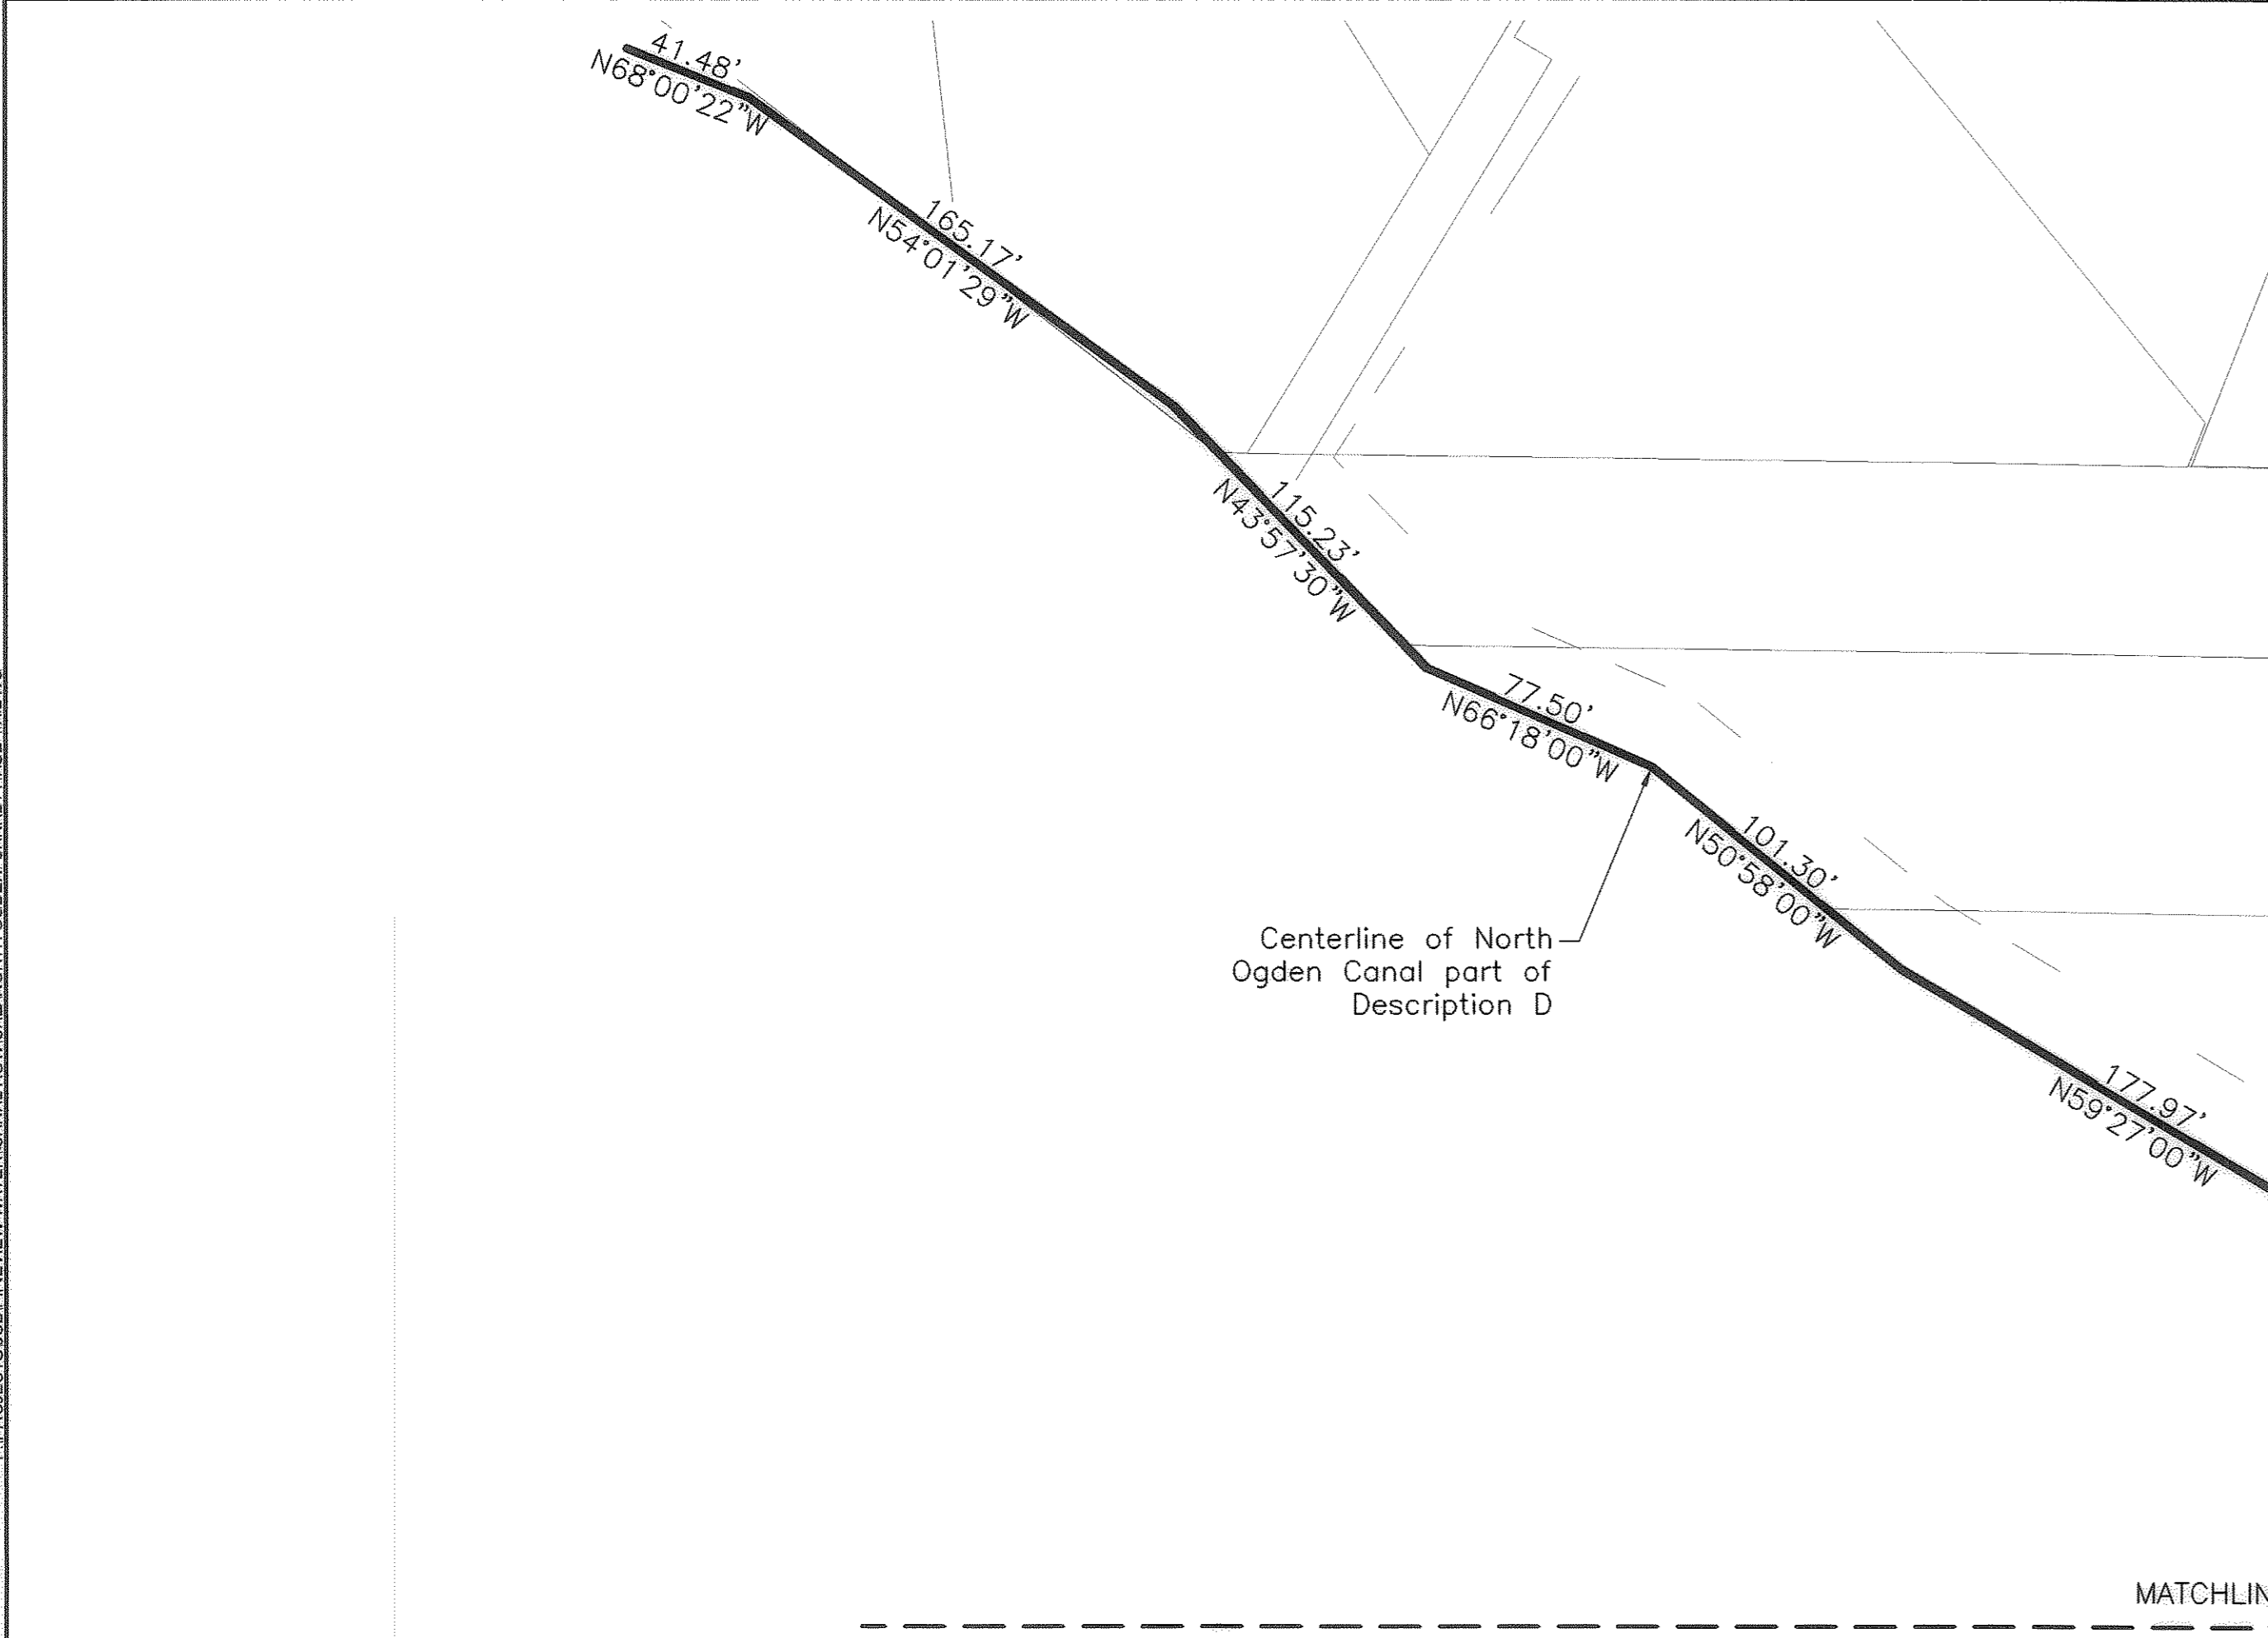 41.48'
N68°00'22"W
165.17'
N54°01'29"W
115.23'
N43°57'30"W
77.50'
N66°18'00"W
101.30'
N50°58'00"W
Centerline of North
Ogden Canal part of
Description D
177.97'
N59°27'00"W
MATCHLIN